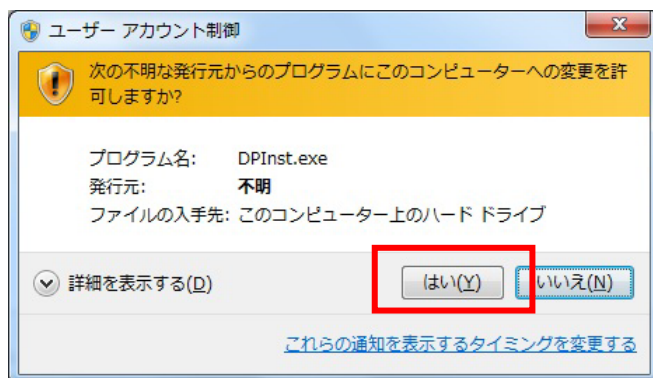 ユーザー アカウント制御
次の不明な発行元からのプログラムにこのコンピューターへの変更を許
可しますか?
プログラム名: DPInst.exe
発行元: 不明
ファイルの入手先: このコンピューター上のハード ドライブ
詳細を表示する(D) はい(Y) いいえ(N)
これらの通知を表示するタイミングを変更する